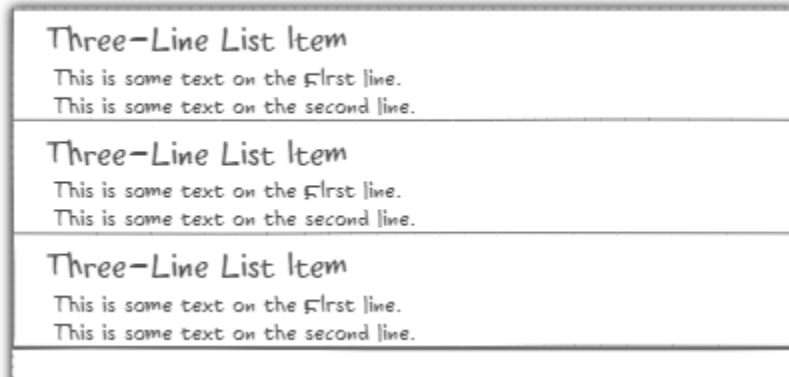 Three-Line List Item
This is some text on the First line.
This is some text on the second line.
Three-Line List Item
This is some text on the First line.
This is some text on the second line.
Three-Line List Item
This is some text on the First line.
This is some text on the second line.